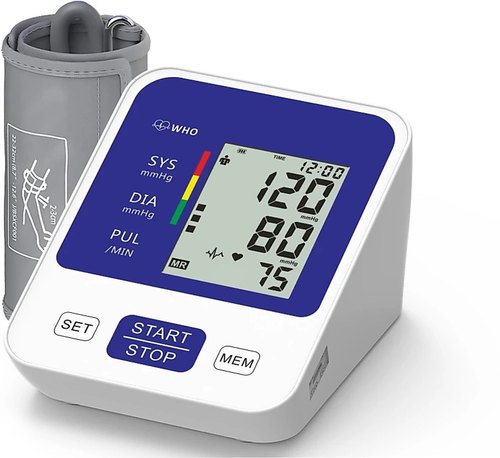 WHO
SYS
mmHg
DIA
mmHg
PUL
/MIN
TIME
12:00
120
mmHg
80
mmHg
75
MR
SET
START
STOP
MEM
23cm